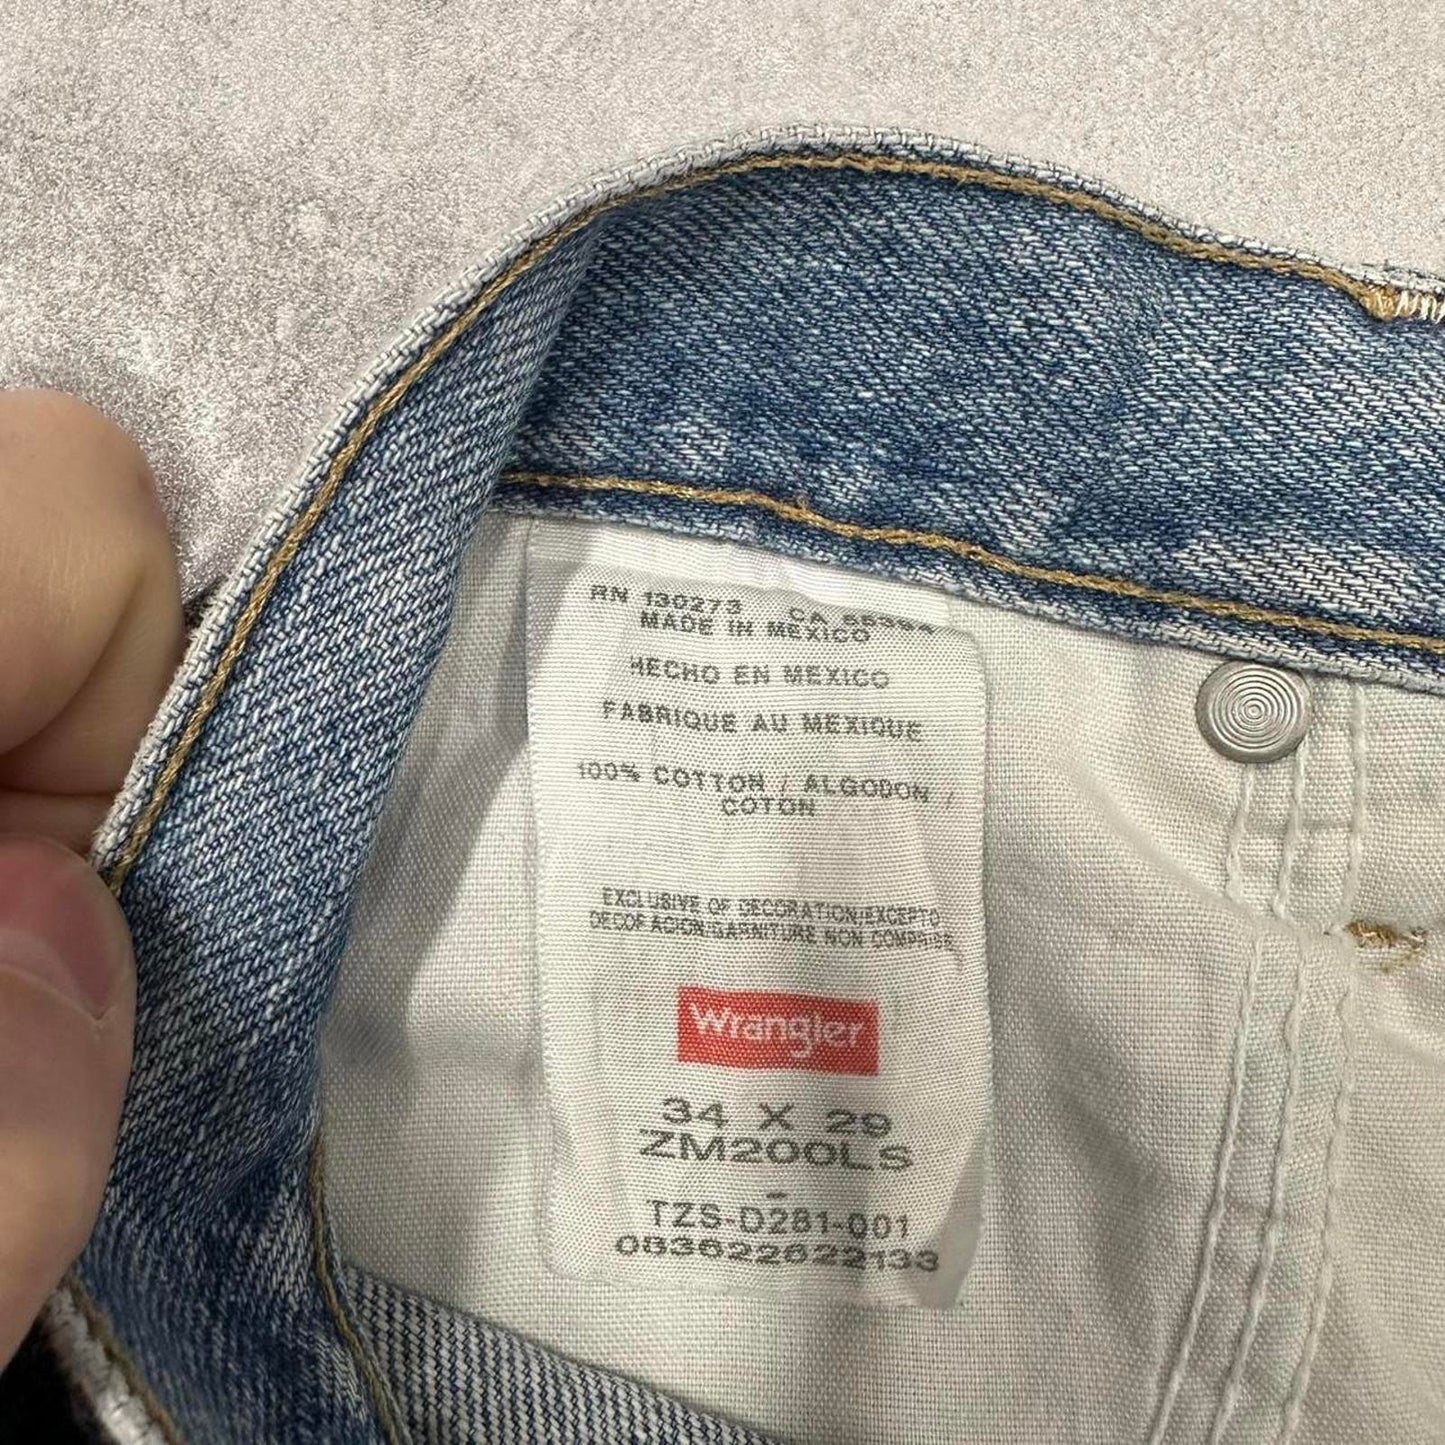 RN 130273 CA 55394
MADE IN MEXICO
HECHO EN MEXICO
FABRIQUE AU MEXIQUE
100% COTTON / ALGODON /
COTON
EXCLUSIVE OF DECORATION/EXCEPTO
DECORACION/GARNITURE NON COMPRISE
Wrangler
34 X 29
ZM200LS
-
TZS-D281-001
083622622133